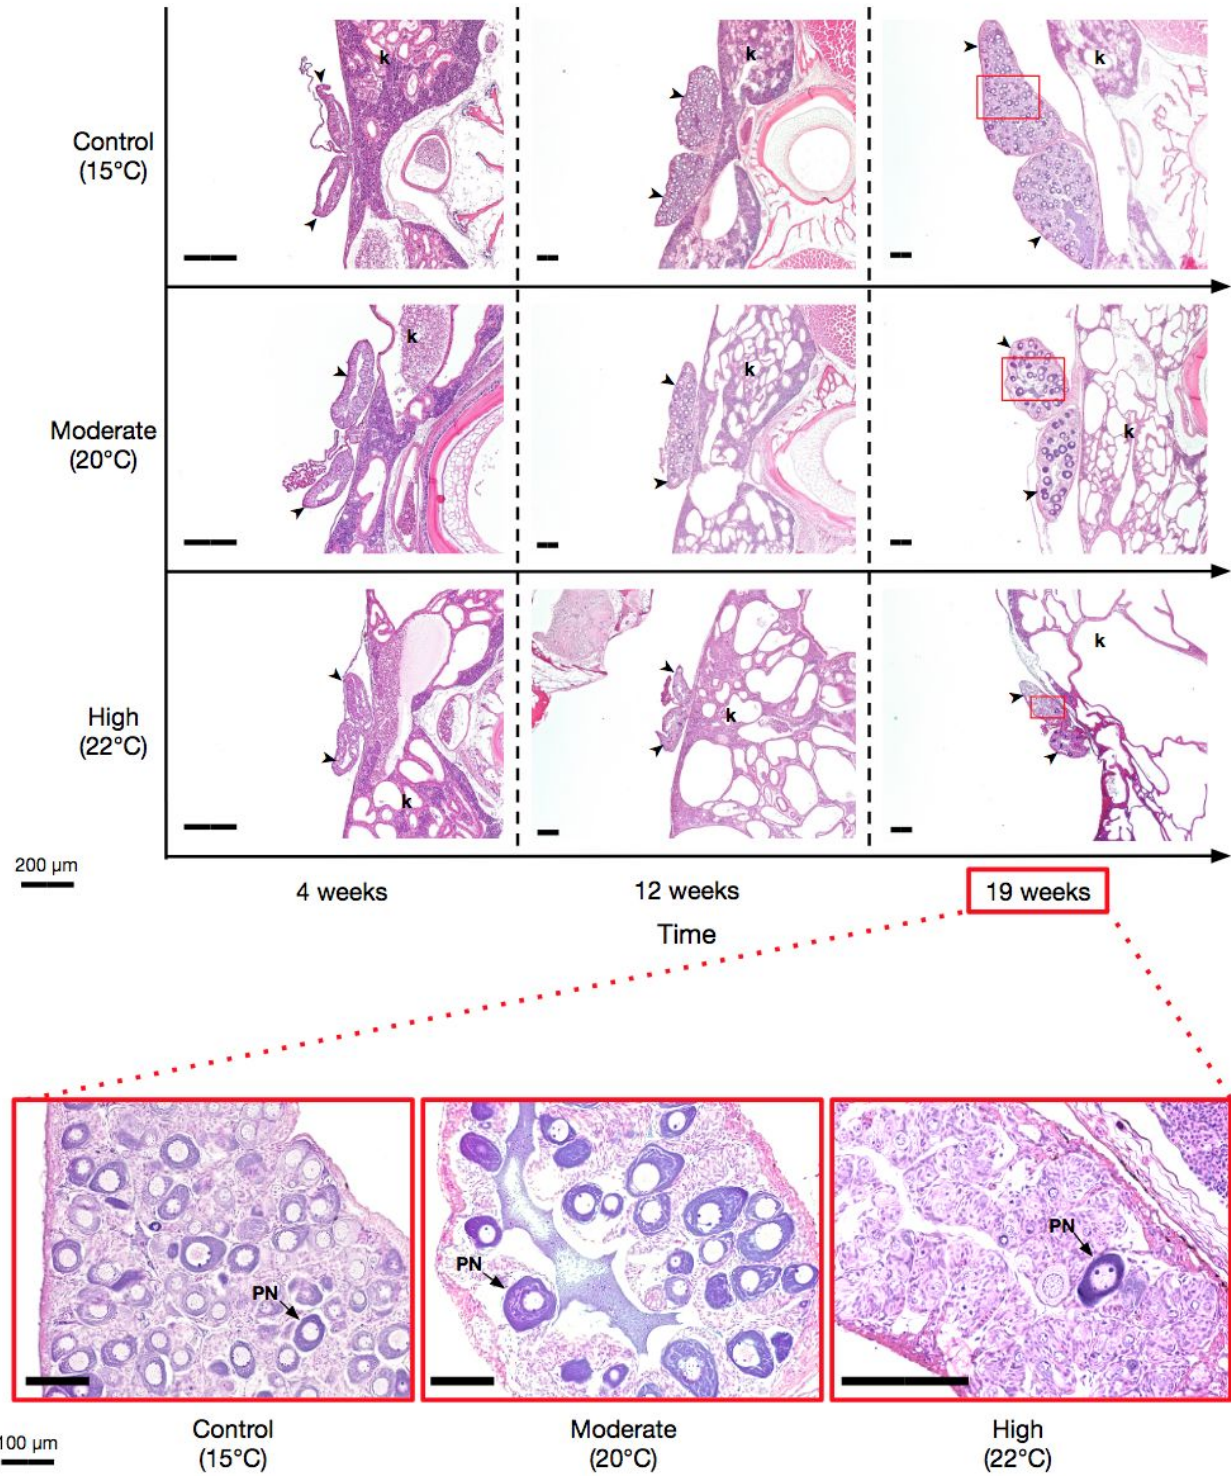 k
k
k
Control
(15°C)
k
k
k
Moderate
(20°C)
k
k
k
High
(22°C)
200 µm
4 weeks
12 weeks
19 weeks
Time
PN
PN
PN
100 µm
Control
(15°C)
Moderate
(20°C)
High
(22°C)